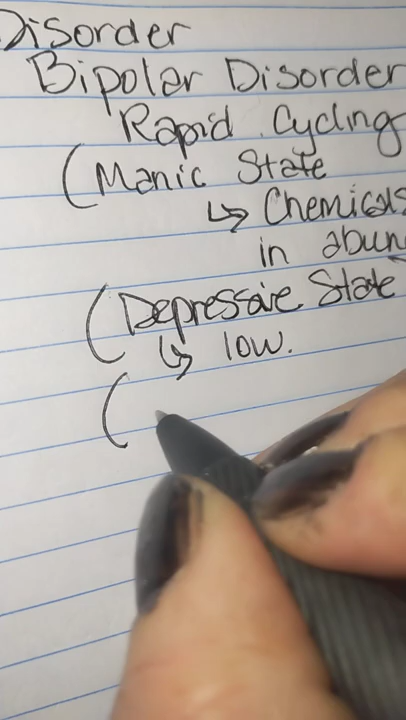 Disorder
Bipolar Disorder
Rapid Cycling
(Manic State
↳ Chemicals
in abun
(Depressive State
↳ low.
(